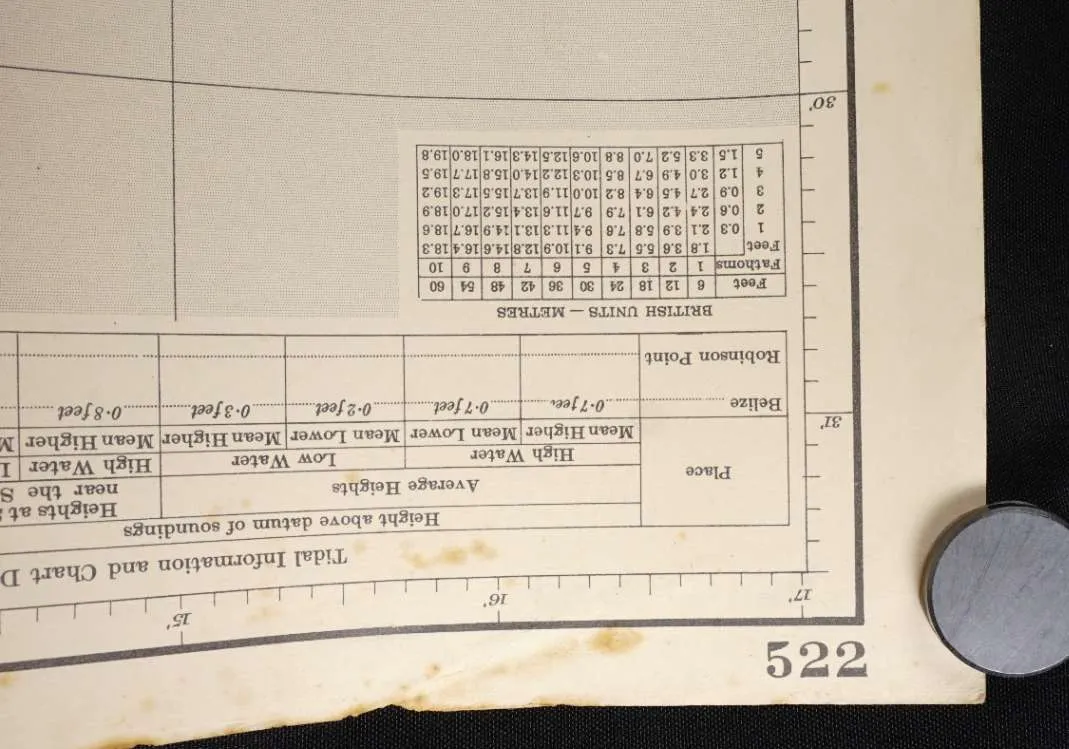 522
17' 16' 15'
Tidal Information and Chart D
Height above datum of soundings
Place
Average Heights
Heights at
near the S
High Water Low Water High Water L
Mean Higher Mean Lower Mean Lower Mean Higher Mean Higher M
31'
Belize 0·7 feet 0·7 feet 0·2 feet 0·3 feet 0·8 feet
Robinson Point
BRITISH UNITS — METRES
Feet 6 12 18 24 30 36 42 48 54 60
Fathoms 1 2 3 4 5 6 7 8 9 10
Feet 1.8 3.6 5.5 7.3 9.1 10.9 12.8 14.6 16.4 18.3
1 0.3 2.1 3.9 5.8 7.6 9.4 11.3 13.1 14.9 16.7 18.6
2 0.6 2.4 4.2 6.1 7.9 9.7 11.6 13.4 15.2 17.0 18.9
3 0.9 2.7 4.5 6.4 8.2 10.0 11.9 13.7 15.5 17.3 19.2
4 1.2 3.0 4.9 6.7 8.5 10.3 12.2 14.0 15.8 17.7 19.5
5 1.5 3.3 5.2 7.0 8.8 10.6 12.5 14.3 16.1 18.0 19.8
30'